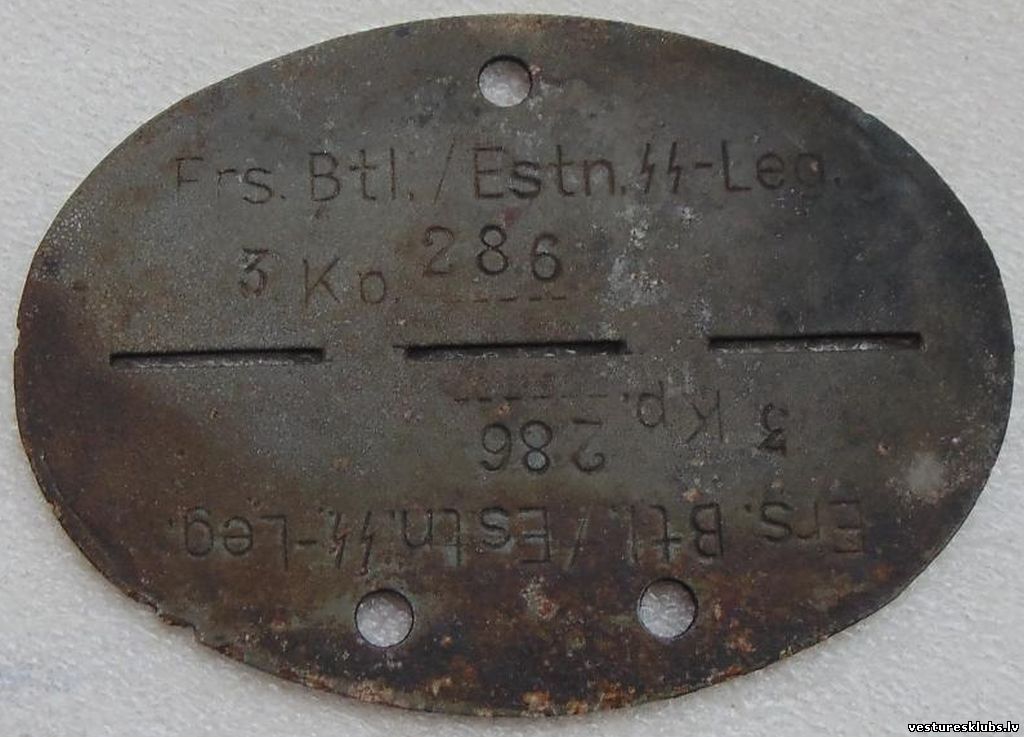 Ers. Btl./Estn.ϟϟ-Leg.
3 Kp. 286
3 Kp. 286
Ers. Btl./Estn.ϟϟ-Leg.
vesturesklubs.lv